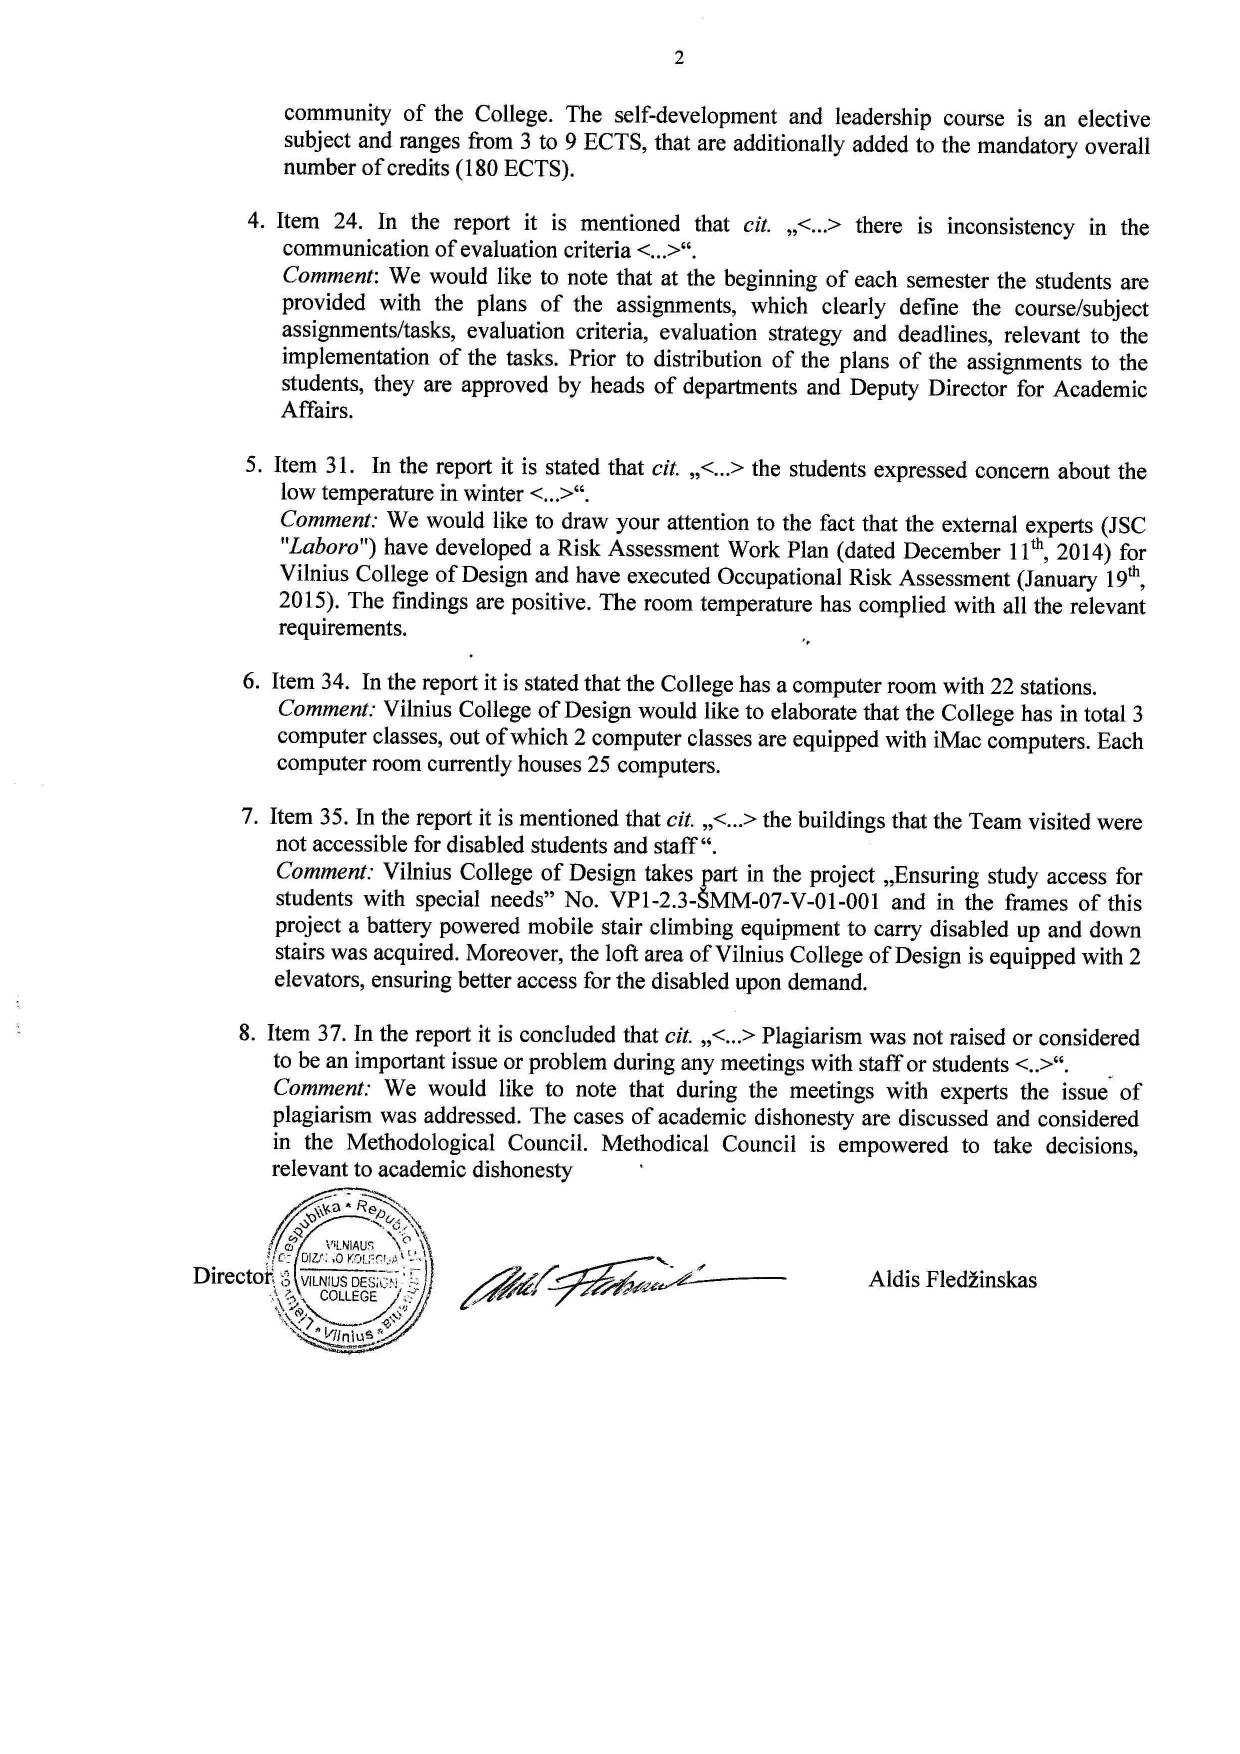 2
community of the College. The self-development and leadership course is an elective
subject and ranges from 3 to 9 ECTS, that are additionally added to the mandatory overall
number of credits (180 ECTS).
4. Item 24. In the report it is mentioned that cit. „<...> there is inconsistency in the
communication of evaluation criteria <...>“.
Comment: We would like to note that at the beginning of each semester the students are
provided with the plans of the assignments, which clearly define the course/subject
assignments/tasks, evaluation criteria, evaluation strategy and deadlines, relevant to the
implementation of the tasks. Prior to distribution of the plans of the assignments to the
students, they are approved by heads of departments and Deputy Director for Academic
Affairs.
5. Item 31. In the report it is stated that cit. „<...> the students expressed concern about the
low temperature in winter <...>“.
Comment: We would like to draw your attention to the fact that the external experts (JSC
"Laboro") have developed a Risk Assessment Work Plan (dated December 11th, 2014) for
Vilnius College of Design and have executed Occupational Risk Assessment (January 19th,
2015). The findings are positive. The room temperature has complied with all the relevant
requirements.
6. Item 34. In the report it is stated that the College has a computer room with 22 stations.
Comment: Vilnius College of Design would like to elaborate that the College has in total 3
computer classes, out of which 2 computer classes are equipped with iMac computers. Each
computer room currently houses 25 computers.
7. Item 35. In the report it is mentioned that cit. „<...> the buildings that the Team visited were
not accessible for disabled students and staff“.
Comment: Vilnius College of Design takes part in the project „Ensuring study access for
students with special needs” No. VP1-2.3-ŠMM-07-V-01-001 and in the frames of this
project a battery powered mobile stair climbing equipment to carry disabled up and down
stairs was acquired. Moreover, the loft area of Vilnius College of Design is equipped with 2
elevators, ensuring better access for the disabled upon demand.
8. Item 37. In the report it is concluded that cit. „<...> Plagiarism was not raised or considered
to be an important issue or problem during any meetings with staff or students <..>“.
Comment: We would like to note that during the meetings with experts the issue of
plagiarism was addressed. The cases of academic dishonesty are discussed and considered
in the Methodological Council. Methodical Council is empowered to take decisions,
relevant to academic dishonesty
Director
VILNIAUS
DIZAINO KOLEGIJA
VILNIUS DESIGN
COLLEGE
Vilnius
Aldis Fledžinskas